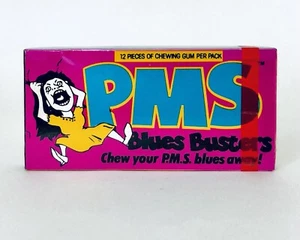 12 PIECES OF CHEWING GUM PER PACK
PMS
Blues Busters
Chew your P.M.S. blues away!